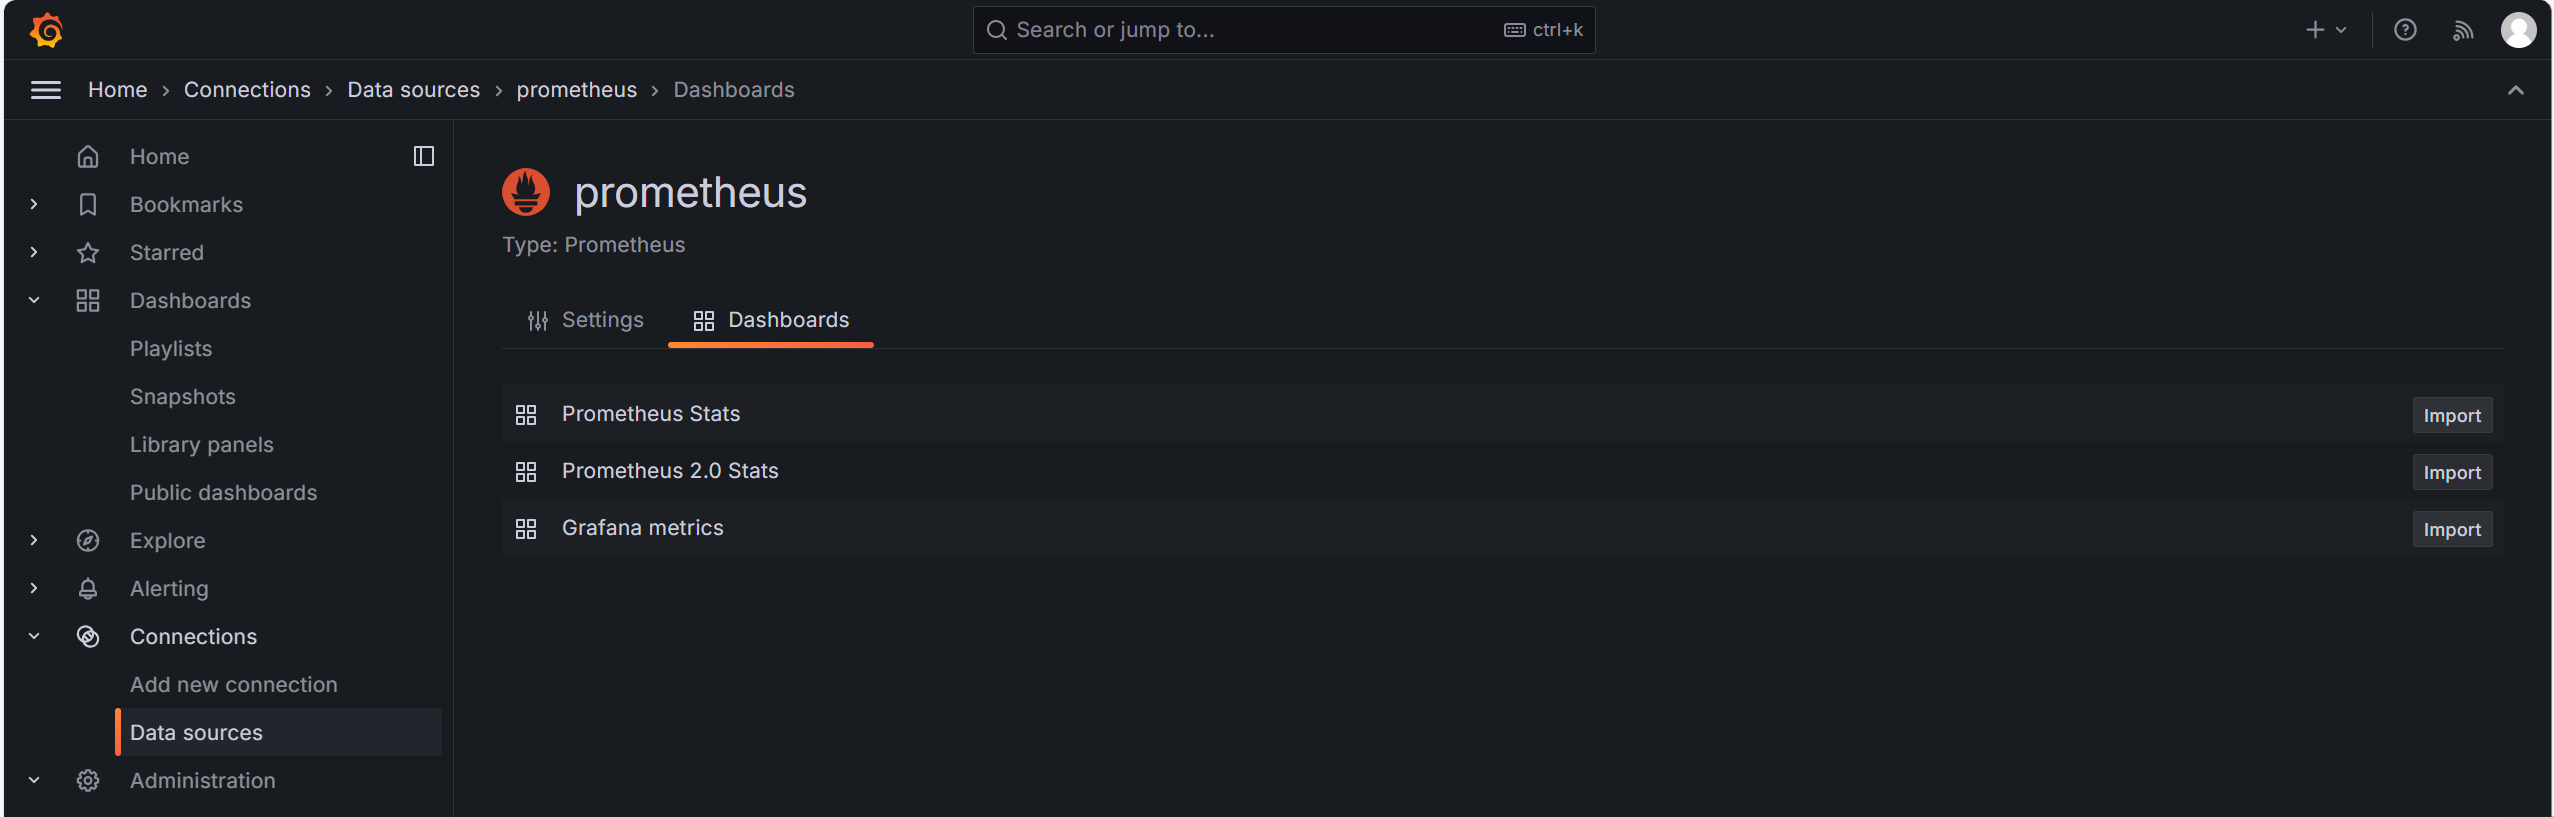 Search or jump to... ctrl+k
Home > Connections > Data sources > prometheus > Dashboards
Home
Bookmarks
Starred
Dashboards
Playlists
Snapshots
Library panels
Public dashboards
Explore
Alerting
Connections
Add new connection
Data sources
Administration
prometheus
Type: Prometheus
Settings Dashboards
Prometheus Stats Import
Prometheus 2.0 Stats Import
Grafana metrics Import